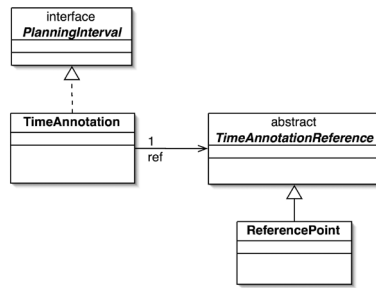 interface
PlanningInterval
TimeAnnotation
1
ref
abstract
TimeAnnotationReference
ReferencePoint